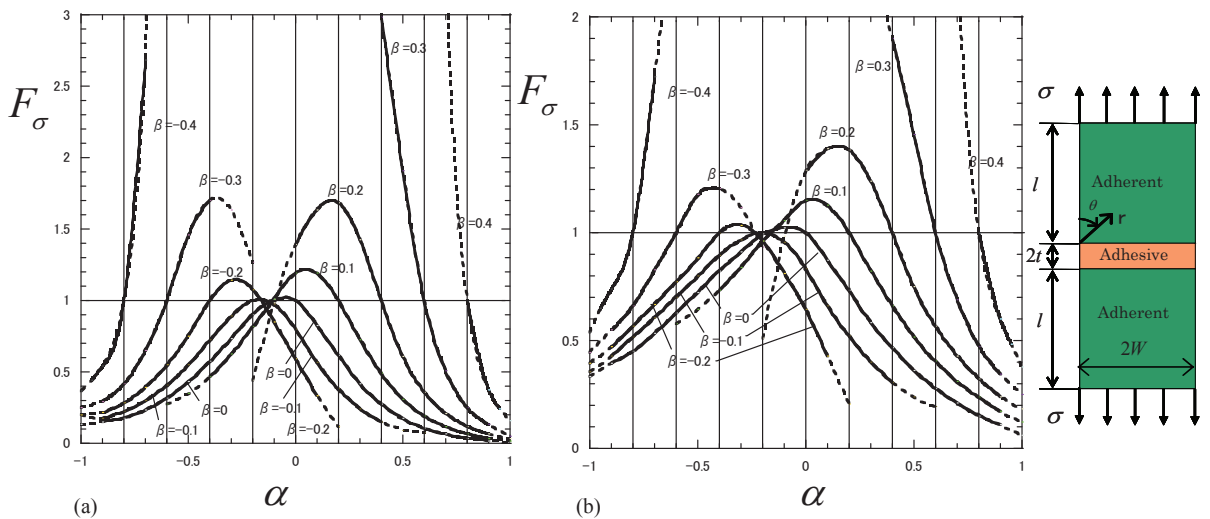 3
2.5
2
1.5
1
0.5
0
-1
-0.5
0
0.5
1
Fσ
α
β=-0.4
β=-0.3
β=-0.2
β=0.2
β=0.1
β=0.3
β=0.4
β=0
β=-0.1
β=0
β=-0.1
β=-0.2
(a)
2
1.5
1
0.5
0
-1
-0.5
0
0.5
1
Fσ
α
β=-0.4
β=-0.3
β=0.2
β=0.1
β=0.3
β=0.4
β=0
β=-0.1
β=-0.2
(b)
σ
l
Adherent
θ
r
2t
Adhesive
l
Adherent
2W
σ